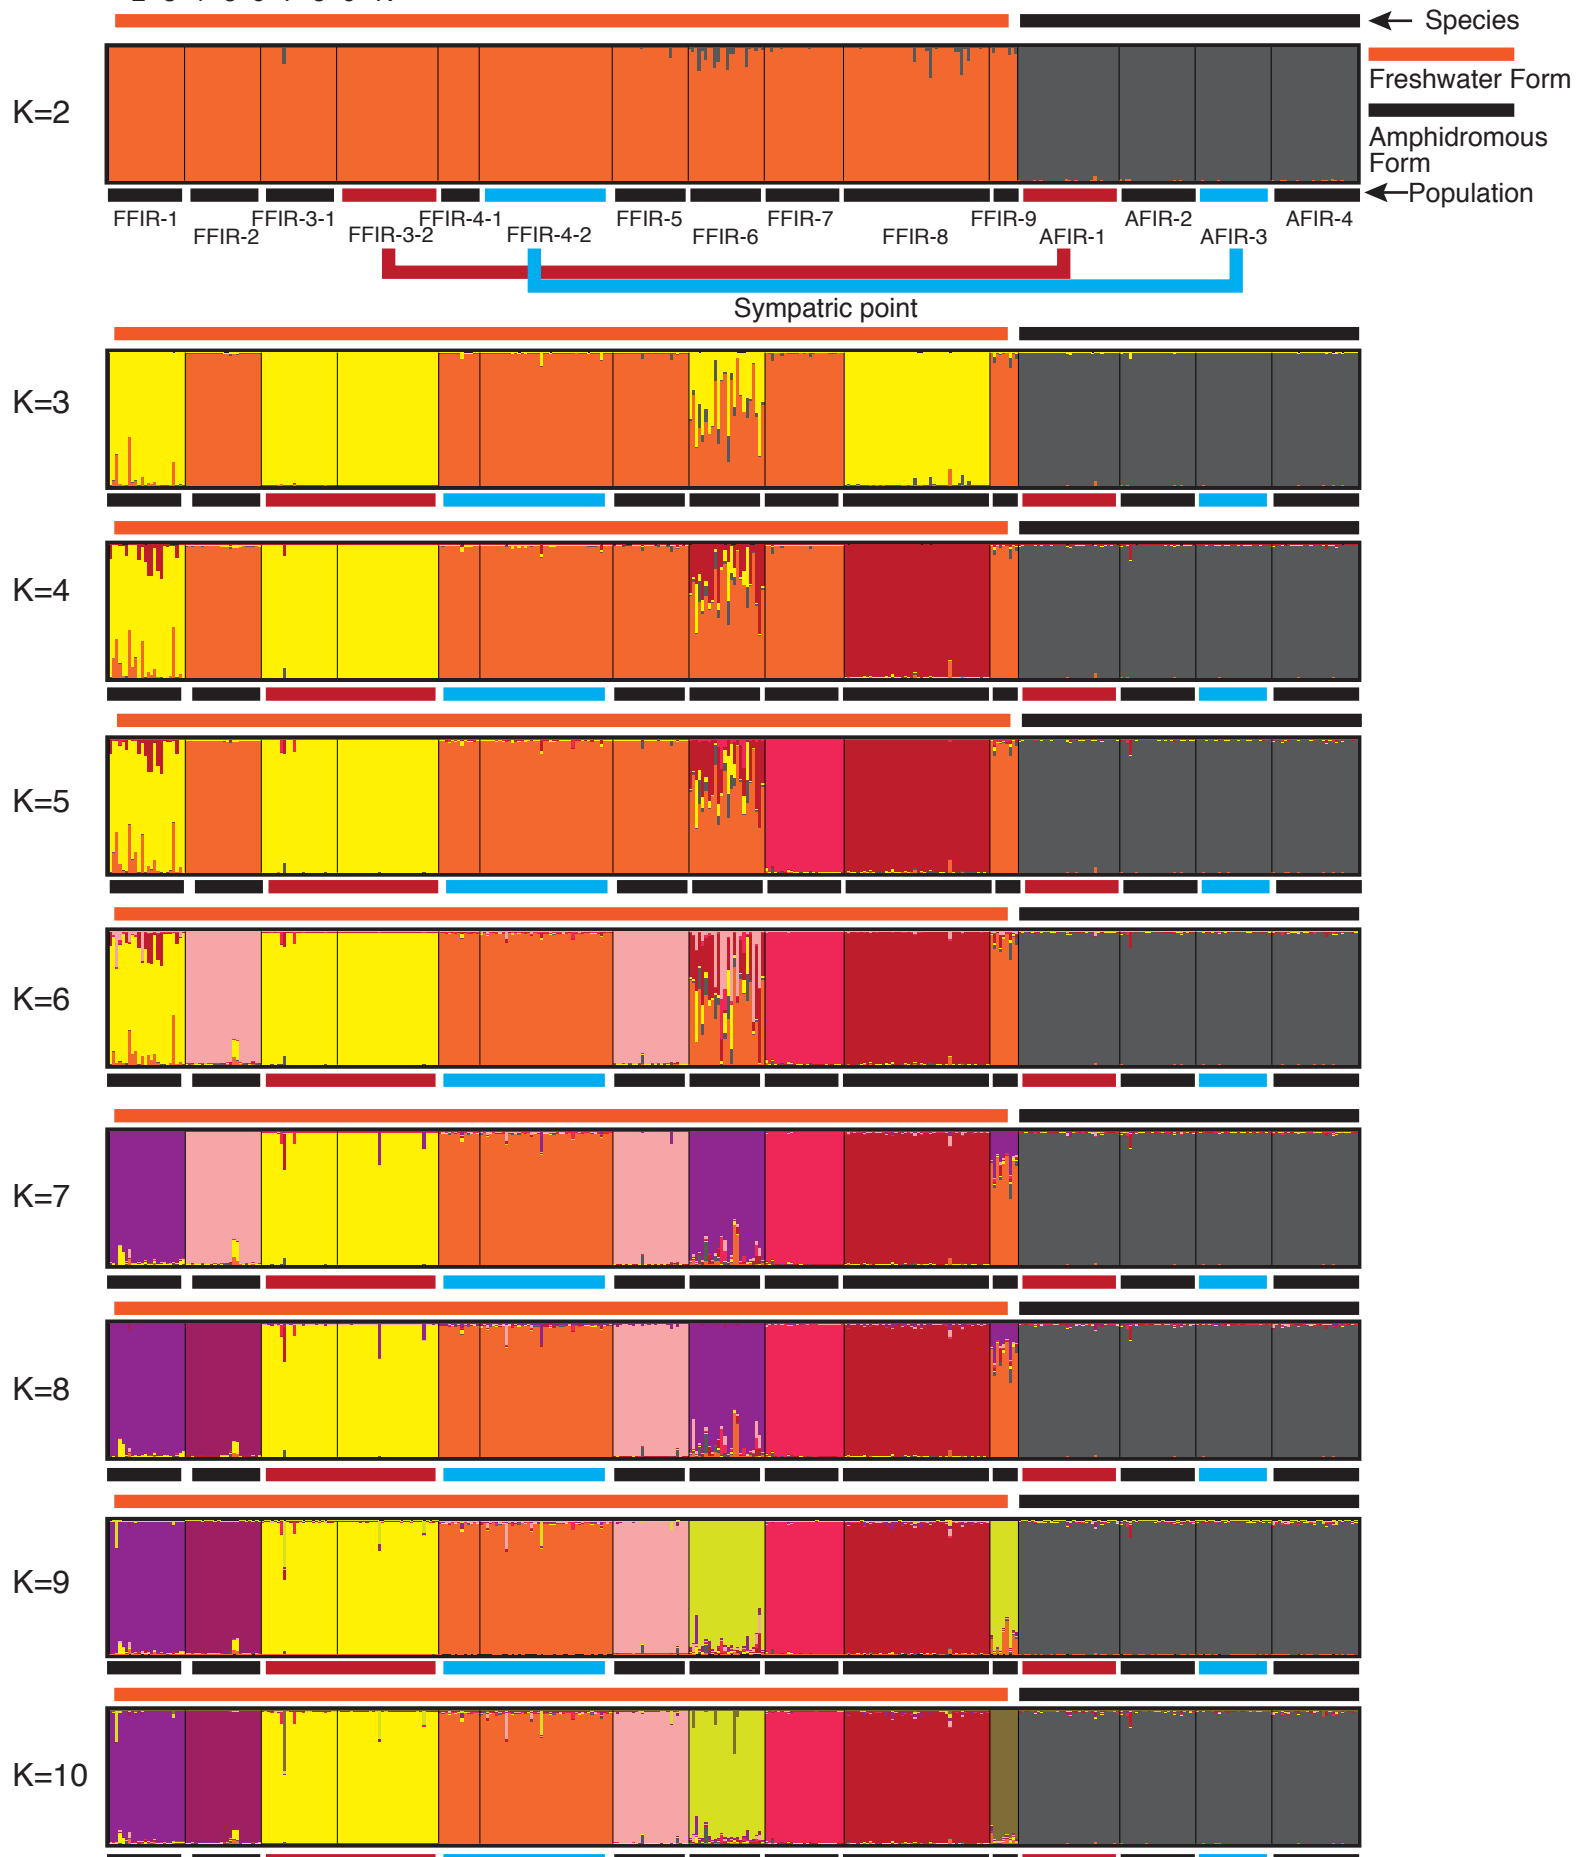 Species
Freshwater Form
K=2
Amphidromous
Form
Population
FFIR-1 FFIR-3-1 FFIR-4-1 FFIR-5 FFIR-7 FFIR-9 AFIR-2 AFIR-4
FFIR-2 FFIR-3-2 FFIR-4-2 FFIR-6 FFIR-8 AFIR-1 AFIR-3
Sympatric point
K=3
K=4
K=5
K=6
K=7
K=8
K=9
K=10